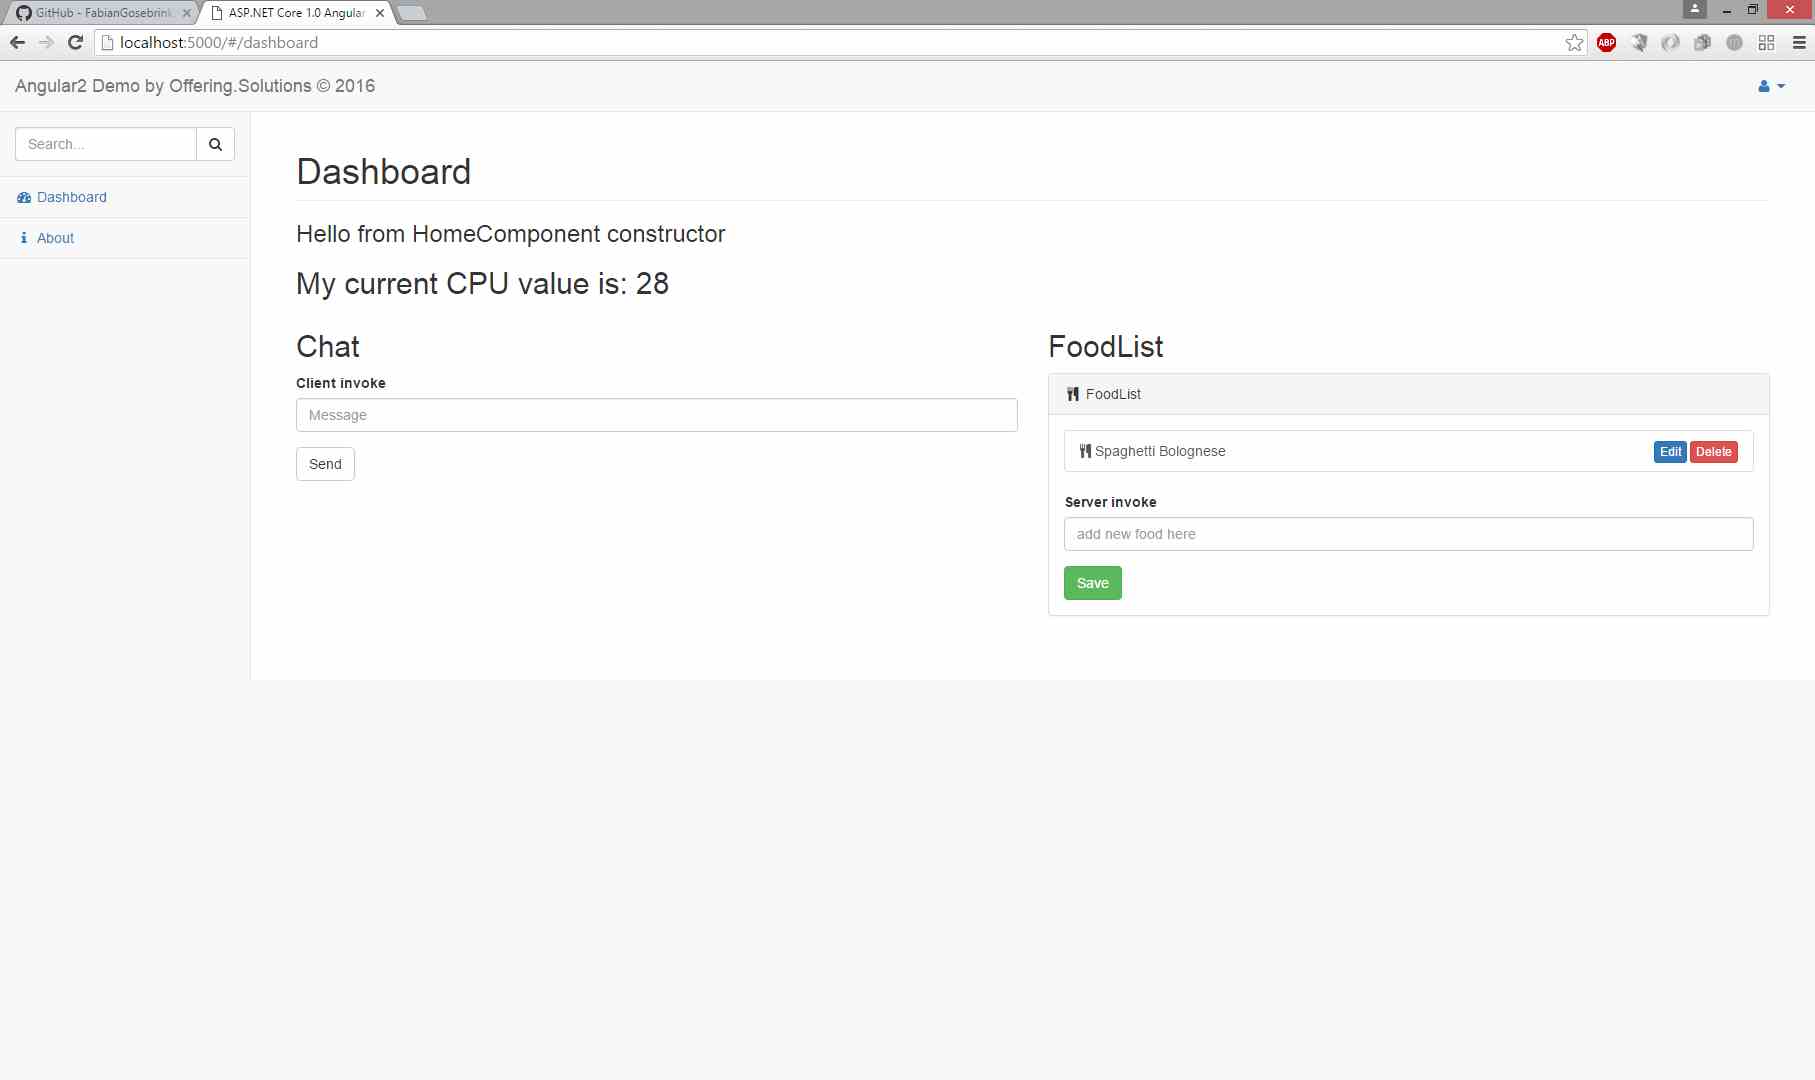 GitHub - FabianGosebrink
ASP.NET Core 1.0 Angular
localhost:5000/#/dashboard
ABP
Angular2 Demo by Offering.Solutions © 2016
Search...
Dashboard
About
Dashboard
Hello from HomeComponent constructor
My current CPU value is: 28
Chat
Client invoke
Message
Send
FoodList
FoodList
Spaghetti Bolognese
Edit
Delete
Server invoke
add new food here
Save